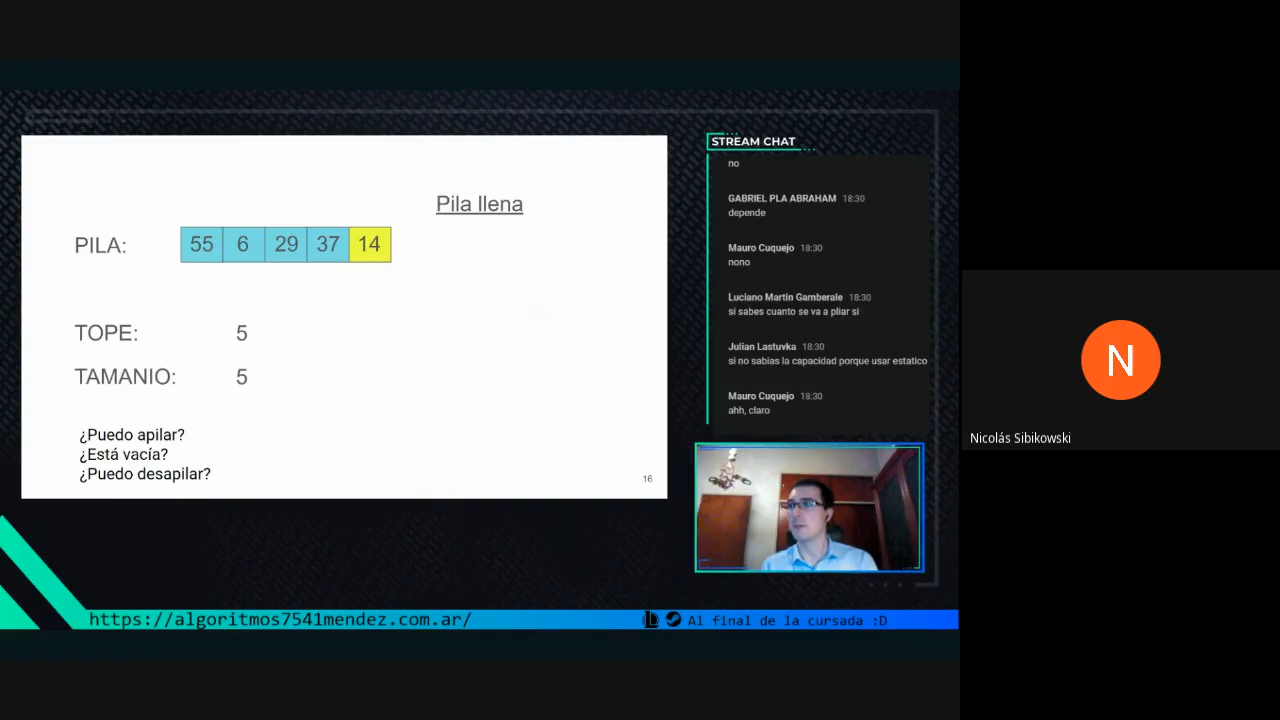 Pila llena
PILA: 55 6 29 37 14
TOPE: 5
TAMANIO: 5
¿Puedo apilar?
¿Está vacía?
¿Puedo desapilar?
16
STREAM CHAT
no
GABRIEL PLA ABRAHAM 18:30
depende
Mauro Cuquejo 18:30
nono
Luciano Martin Gamberale 18:30
si sabes cuanto se va a pliar si
Julian Lastuvka 18:30
si no sabias la capacidad porque usar estatico
Mauro Cuquejo 18:30
ahh, claro
https://algoritmos7541mendez.com.ar/
Al final de la cursada :D
N
Nicolás Sibikowski